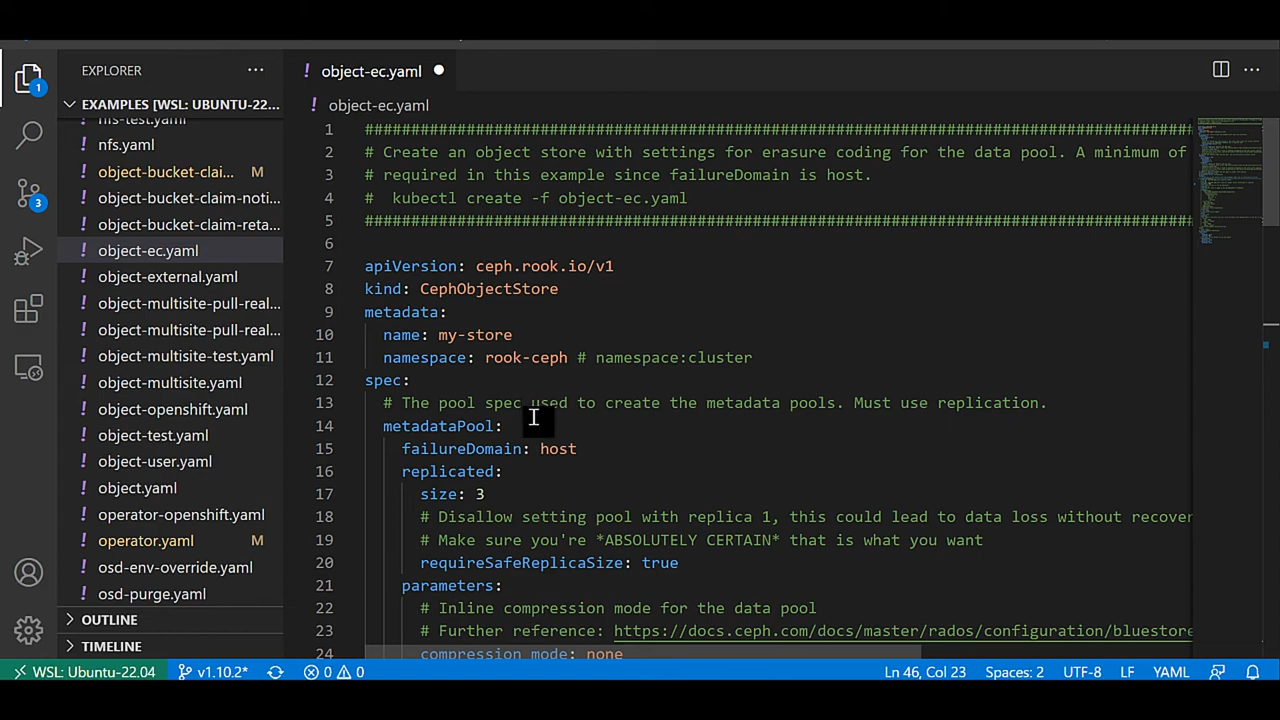 EXPLORER
EXAMPLES [WSL: UBUNTU-22....
nfs-test.yaml
nfs.yaml
object-bucket-clai... M
object-bucket-claim-noti...
object-bucket-claim-reta...
object-ec.yaml
object-external.yaml
object-multisite-pull-real...
object-multisite-pull-real...
object-multisite-test.yaml
object-multisite.yaml
object-openshift.yaml
object-test.yaml
object-user.yaml
object.yaml
operator-openshift.yaml
operator.yaml M
osd-env-override.yaml
osd-purge.yaml
OUTLINE
TIMELINE
1
3
! object-ec.yaml
! object-ec.yaml
1 ##########################################################################################
2 # Create an object store with settings for erasure coding for the data pool. A minimum of
3 # required in this example since failureDomain is host.
4 #  kubectl create -f object-ec.yaml
5 ##########################################################################################
6
7 apiVersion: ceph.rook.io/v1
8 kind: CephObjectStore
9 metadata:
10   name: my-store
11   namespace: rook-ceph # namespace:cluster
12 spec:
13   # The pool spec used to create the metadata pools. Must use replication.
14   metadataPool:
15     failureDomain: host
16     replicated:
17       size: 3
18       # Disallow setting pool with replica 1, this could lead to data loss without recover
19       # Make sure you're *ABSOLUTELY CERTAIN* that is what you want
20       requireSafeReplicaSize: true
21     parameters:
22       # Inline compression mode for the data pool
23       # Further reference: https://docs.ceph.com/docs/master/rados/configuration/bluestore
24       compression_mode: none
WSL: Ubuntu-22.04 v1.10.2* 0 0 Ln 46, Col 23 Spaces: 2 UTF-8 LF YAML